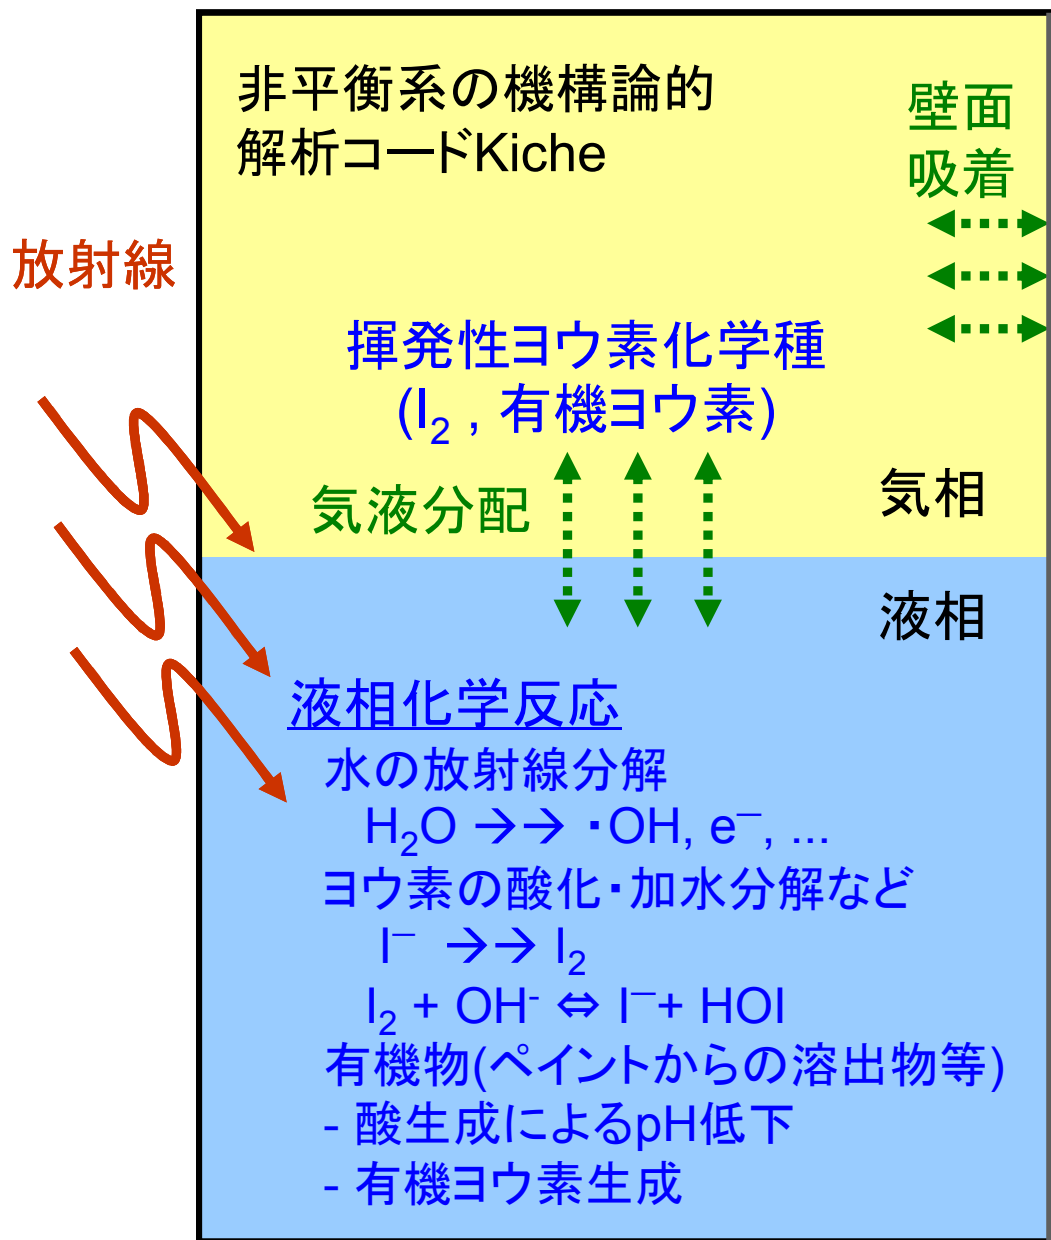 非平衡系の機構論的
解析コードKiche
壁面
吸着
放射線
揮発性ヨウ素化学種
(I₂ , 有機ヨウ素)
気液分配
気相
液相
液相化学反応
水の放射線分解
H₂O →→ ・OH, e⁻, ...
ヨウ素の酸化・加水分解など
I⁻ →→ I₂
I₂ + OH⁻ ⇔ I⁻+ HOI
有機物(ペイントからの溶出物等)
- 酸生成によるpH低下
- 有機ヨウ素生成